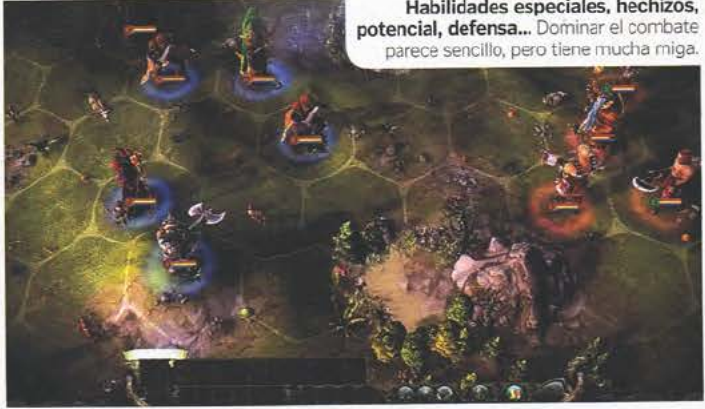 Habilidades especiales, hechizos,
potencial, defensa... Dominar el combate
parece sencillo, pero tiene mucha miga.